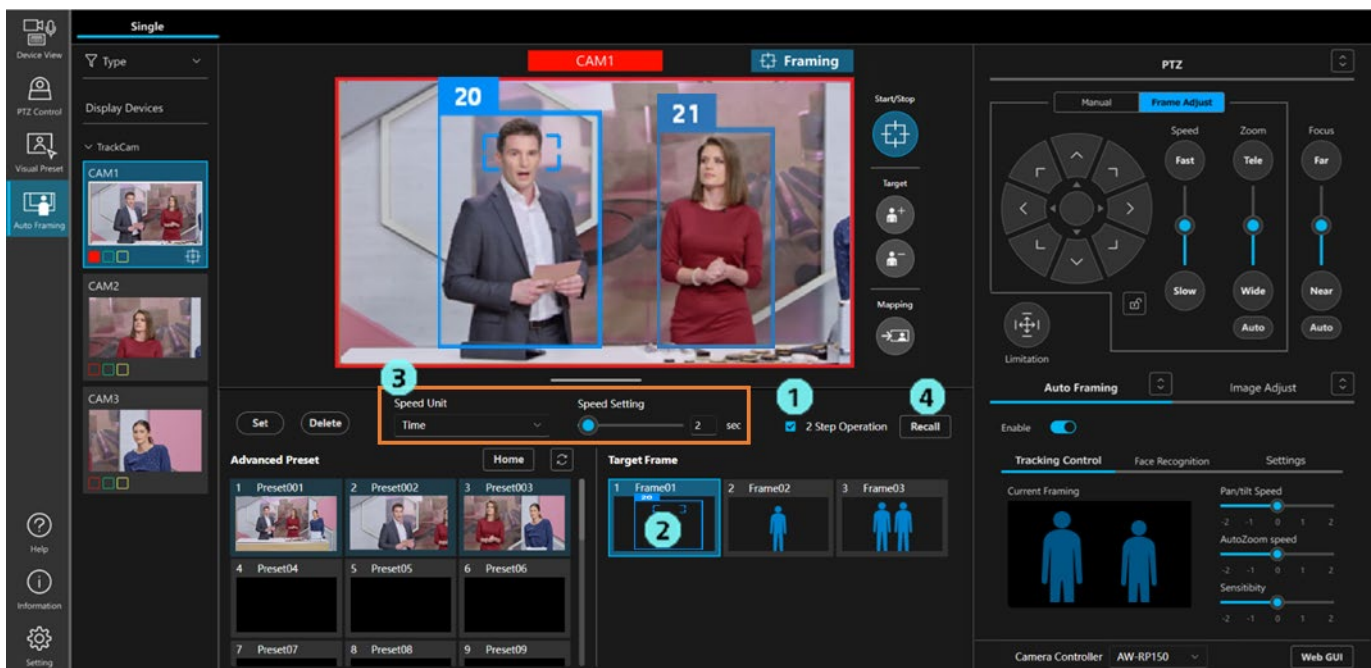 Single
Device View
PTZ Control
Visual Preset
Auto Framing
Help
Information
Setting
Type
Display Devices
TrackCam
CAM1
CAM2
CAM3
CAM1
Framing
20
21
Start/Stop
Target
Mapping
3
Speed Unit
Time
Speed Setting
2 sec
1
2 Step Operation
4
Recall
Set
Delete
Advanced Preset
Home
1 Preset001
2 Preset002
3 Preset003
4 Preset04
5 Preset05
6 Preset06
7 Preset07
8 Preset08
9 Preset09
Target Frame
1 Frame01
20
2
2 Frame02
3 Frame03
PTZ
Manual
Frame Adjust
Speed
Zoom
Focus
Fast
Tele
Far
Slow
Wide
Near
Auto
Auto
Limitation
Auto Framing
Image Adjust
Enable
Tracking Control
Face Recognition
Settings
Current Framing
Pan/tilt Speed
-2 -1 0 1 2
AutoZoom speed
-2 -1 0 1 2
Sensitibity
-2 -1 0 1 2
Camera Controller
AW-RP150
Web GUI